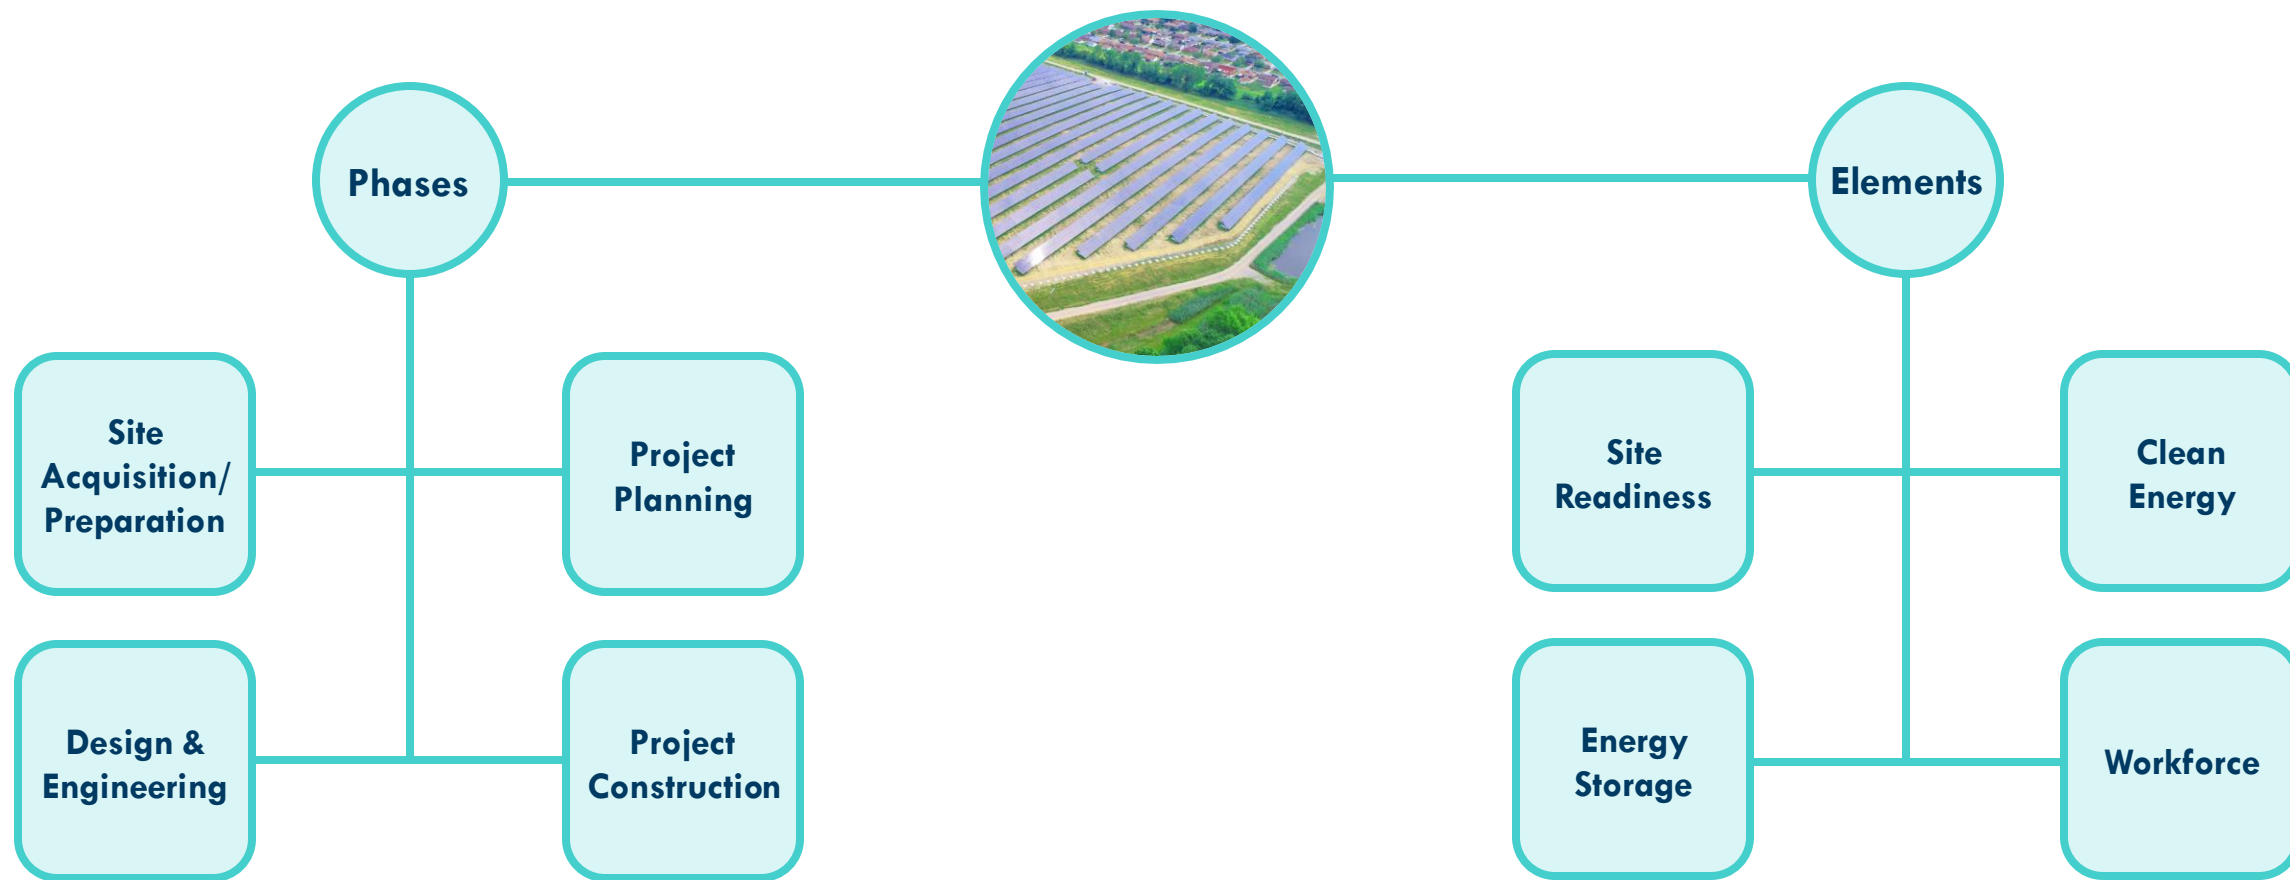 Phases
Elements
Site
Acquisition/
Preparation
Project
Planning
Site
Readiness
Clean
Energy
Design &
Engineering
Project
Construction
Energy
Storage
Workforce